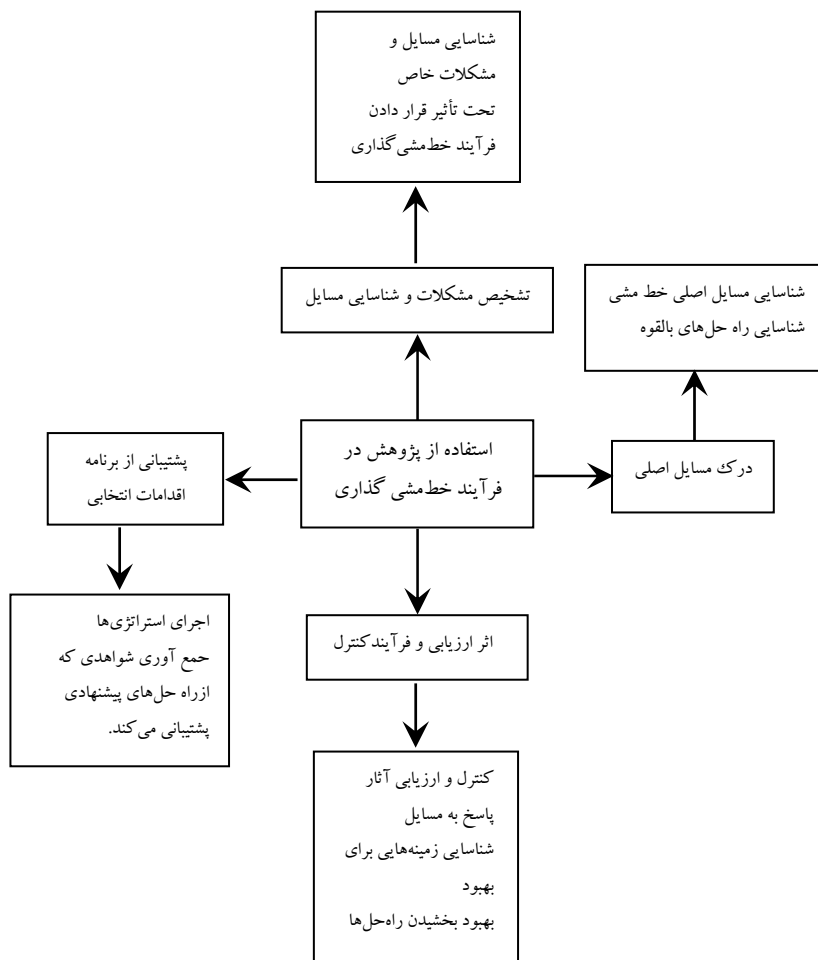 شناسایی مسایل و
مشکلات خاص
تحت تأثیر قرار دادن
فرآیند خط‌مشی‌گذاری
تشخیص مشکلات و شناسایی مسایل
شناسایی مسایل اصلی خط مشی
شناسایی راه حل‌های بالقوه
استفاده از پژوهش در
فرآیند خط‌مشی گذاری
درک مسایل اصلی
پشتیبانی از برنامه
اقدامات انتخابی
اجرای استراتژی‌ها
حمع آوری شواهدی که
ازراه حل‌های پیشنهادی
پشتیبانی می‌کند.
اثر ارزیابی و فرآیندکنترل
کنترل و ارزیابی آثار
پاسخ به مسایل
شناسایی زمینه‌هایی برای
بهبود
بهبود بخشیدن راه‌حل‌ها